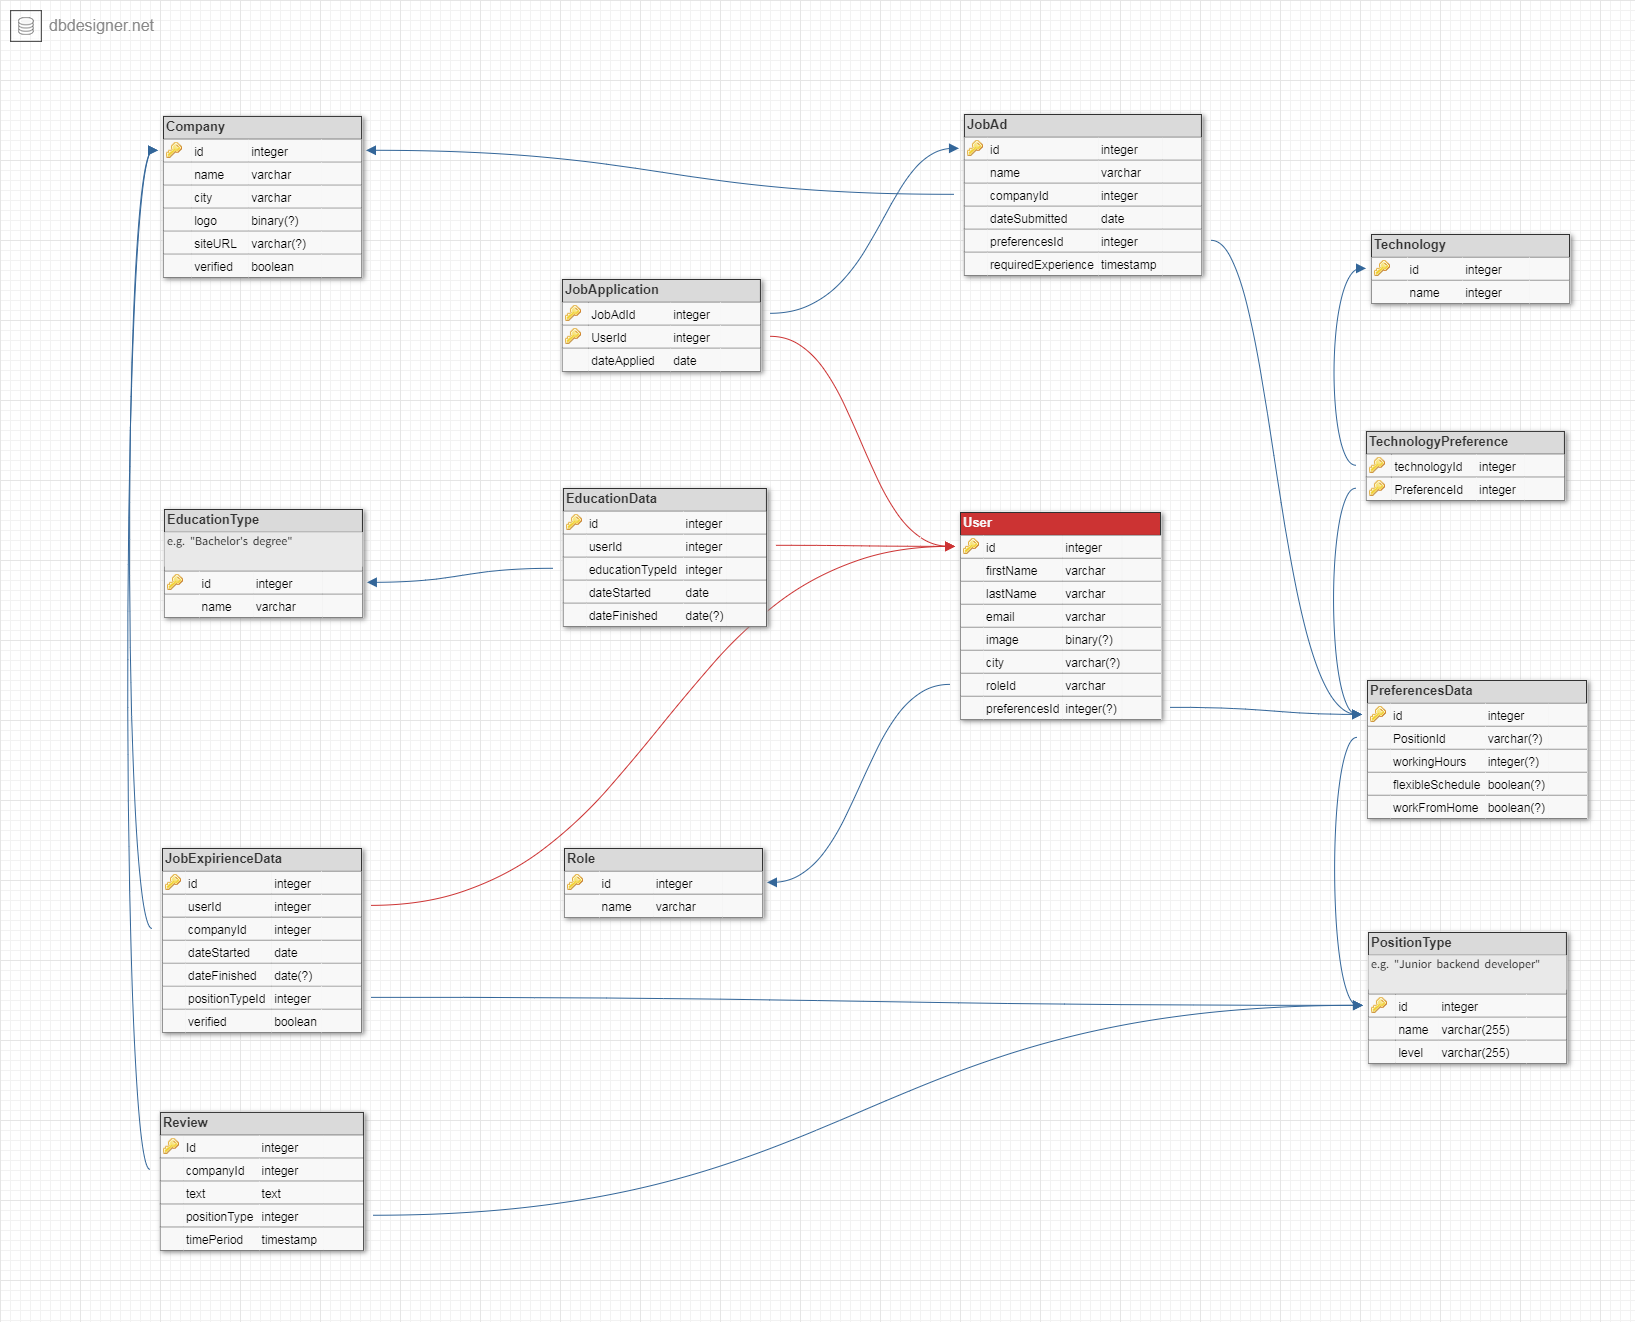 dbdesigner.net
Company
id integer
name varchar
city varchar
logo binary(?)
siteURL varchar(?)
verified boolean
JobAd
id integer
name varchar
companyId integer
dateSubmitted date
preferencesId integer
requiredExperience timestamp
Technology
id integer
name integer
JobApplication
JobAdId integer
UserId integer
dateApplied date
TechnologyPreference
technologyId integer
PreferenceId integer
EducationType
e.g. "Bachelor's degree"
id integer
name varchar
EducationData
id integer
userId integer
educationTypeId integer
dateStarted date
dateFinished date(?)
User
id integer
firstName varchar
lastName varchar
email varchar
image binary(?)
city varchar(?)
roleId varchar
preferencesId integer(?)
PreferencesData
id integer
PositionId varchar(?)
workingHours integer(?)
flexibleSchedule boolean(?)
workFromHome boolean(?)
JobExpirienceData
id integer
userId integer
companyId integer
dateStarted date
dateFinished date(?)
positionTypeId integer
verified boolean
Role
id integer
name varchar
PositionType
e.g. "Junior backend developer"
id integer
name varchar(255)
level varchar(255)
Review
Id integer
companyId integer
text text
positionType integer
timePeriod timestamp